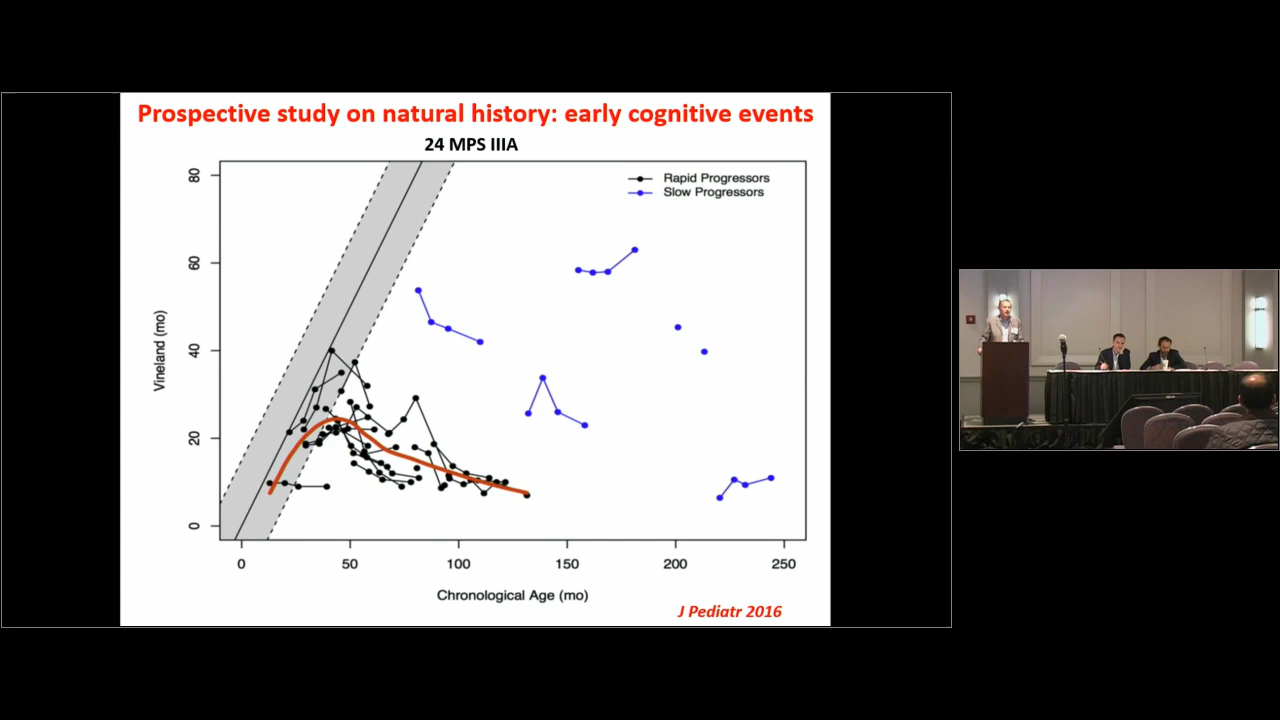 Prospective study on natural history: early cognitive events
24 MPS IIIA
Rapid Progressors
Slow Progressors
80
60
40
20
0
Vineland (mo)
0 50 100 150 200 250
Chronological Age (mo)
J Pediatr 2016